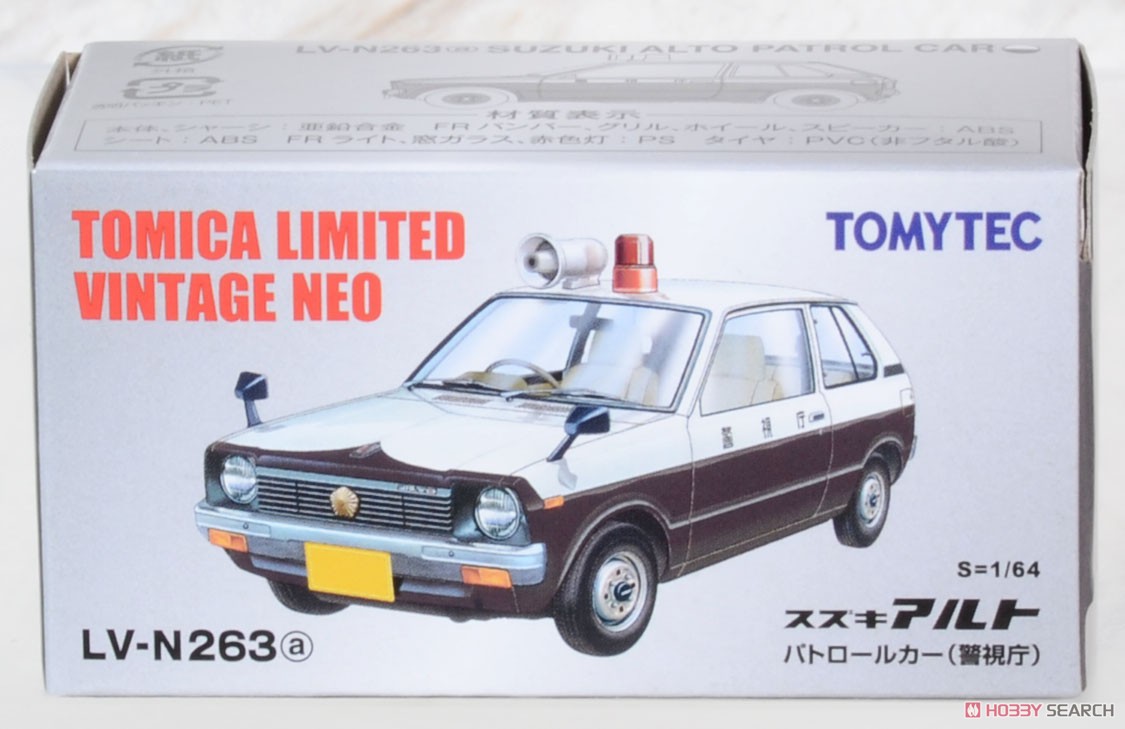 LV-N263ⓐ SUZUKI ALTO PATROL CAR
紙
PET
材質表示
本体、シャーシ：亜鉛合金 FRバンパー、グリル、ホイール、スピーカー：ABS
シート：ABS FRライト、窓ガラス、赤色灯：PS タイヤ：PVC(非フタル酸)
TOMICA LIMITED
VINTAGE NEO
TOMYTEC
警視庁
S=1/64
スズキアルト
パトロールカー(警視庁)
LV-N263ⓐ
HOBBY SEARCH